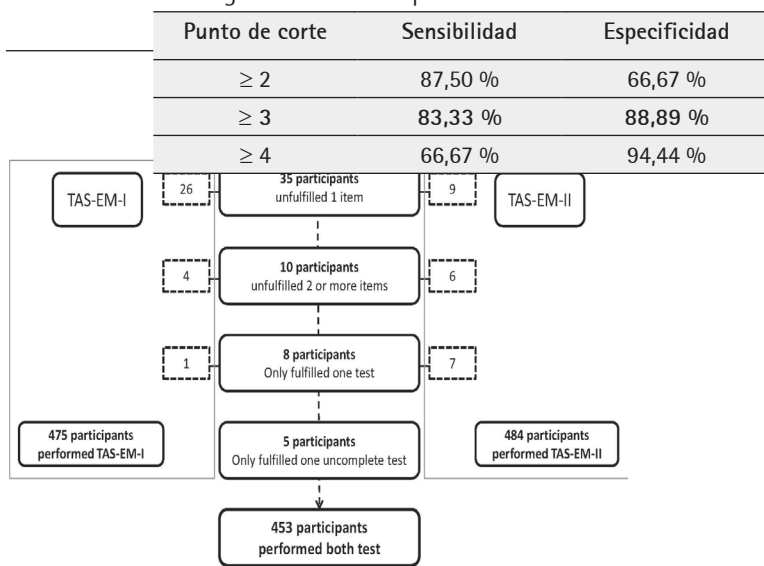 Punto de corte Sensibilidad Especificidad
≥ 2 87,50 % 66,67 %
≥ 3 83,33 % 88,89 %
≥ 4 66,67 % 94,44 %
TAS-EM-I
26
35 participants
unfulfilled 1 item
9
TAS-EM-II
4
10 participants
unfulfilled 2 or more items
6
1
8 participants
Only fulfilled one test
7
475 participants
performed TAS-EM-I
5 participants
Only fulfilled one uncomplete test
484 participants
performed TAS-EM-II
453 participants
performed both test